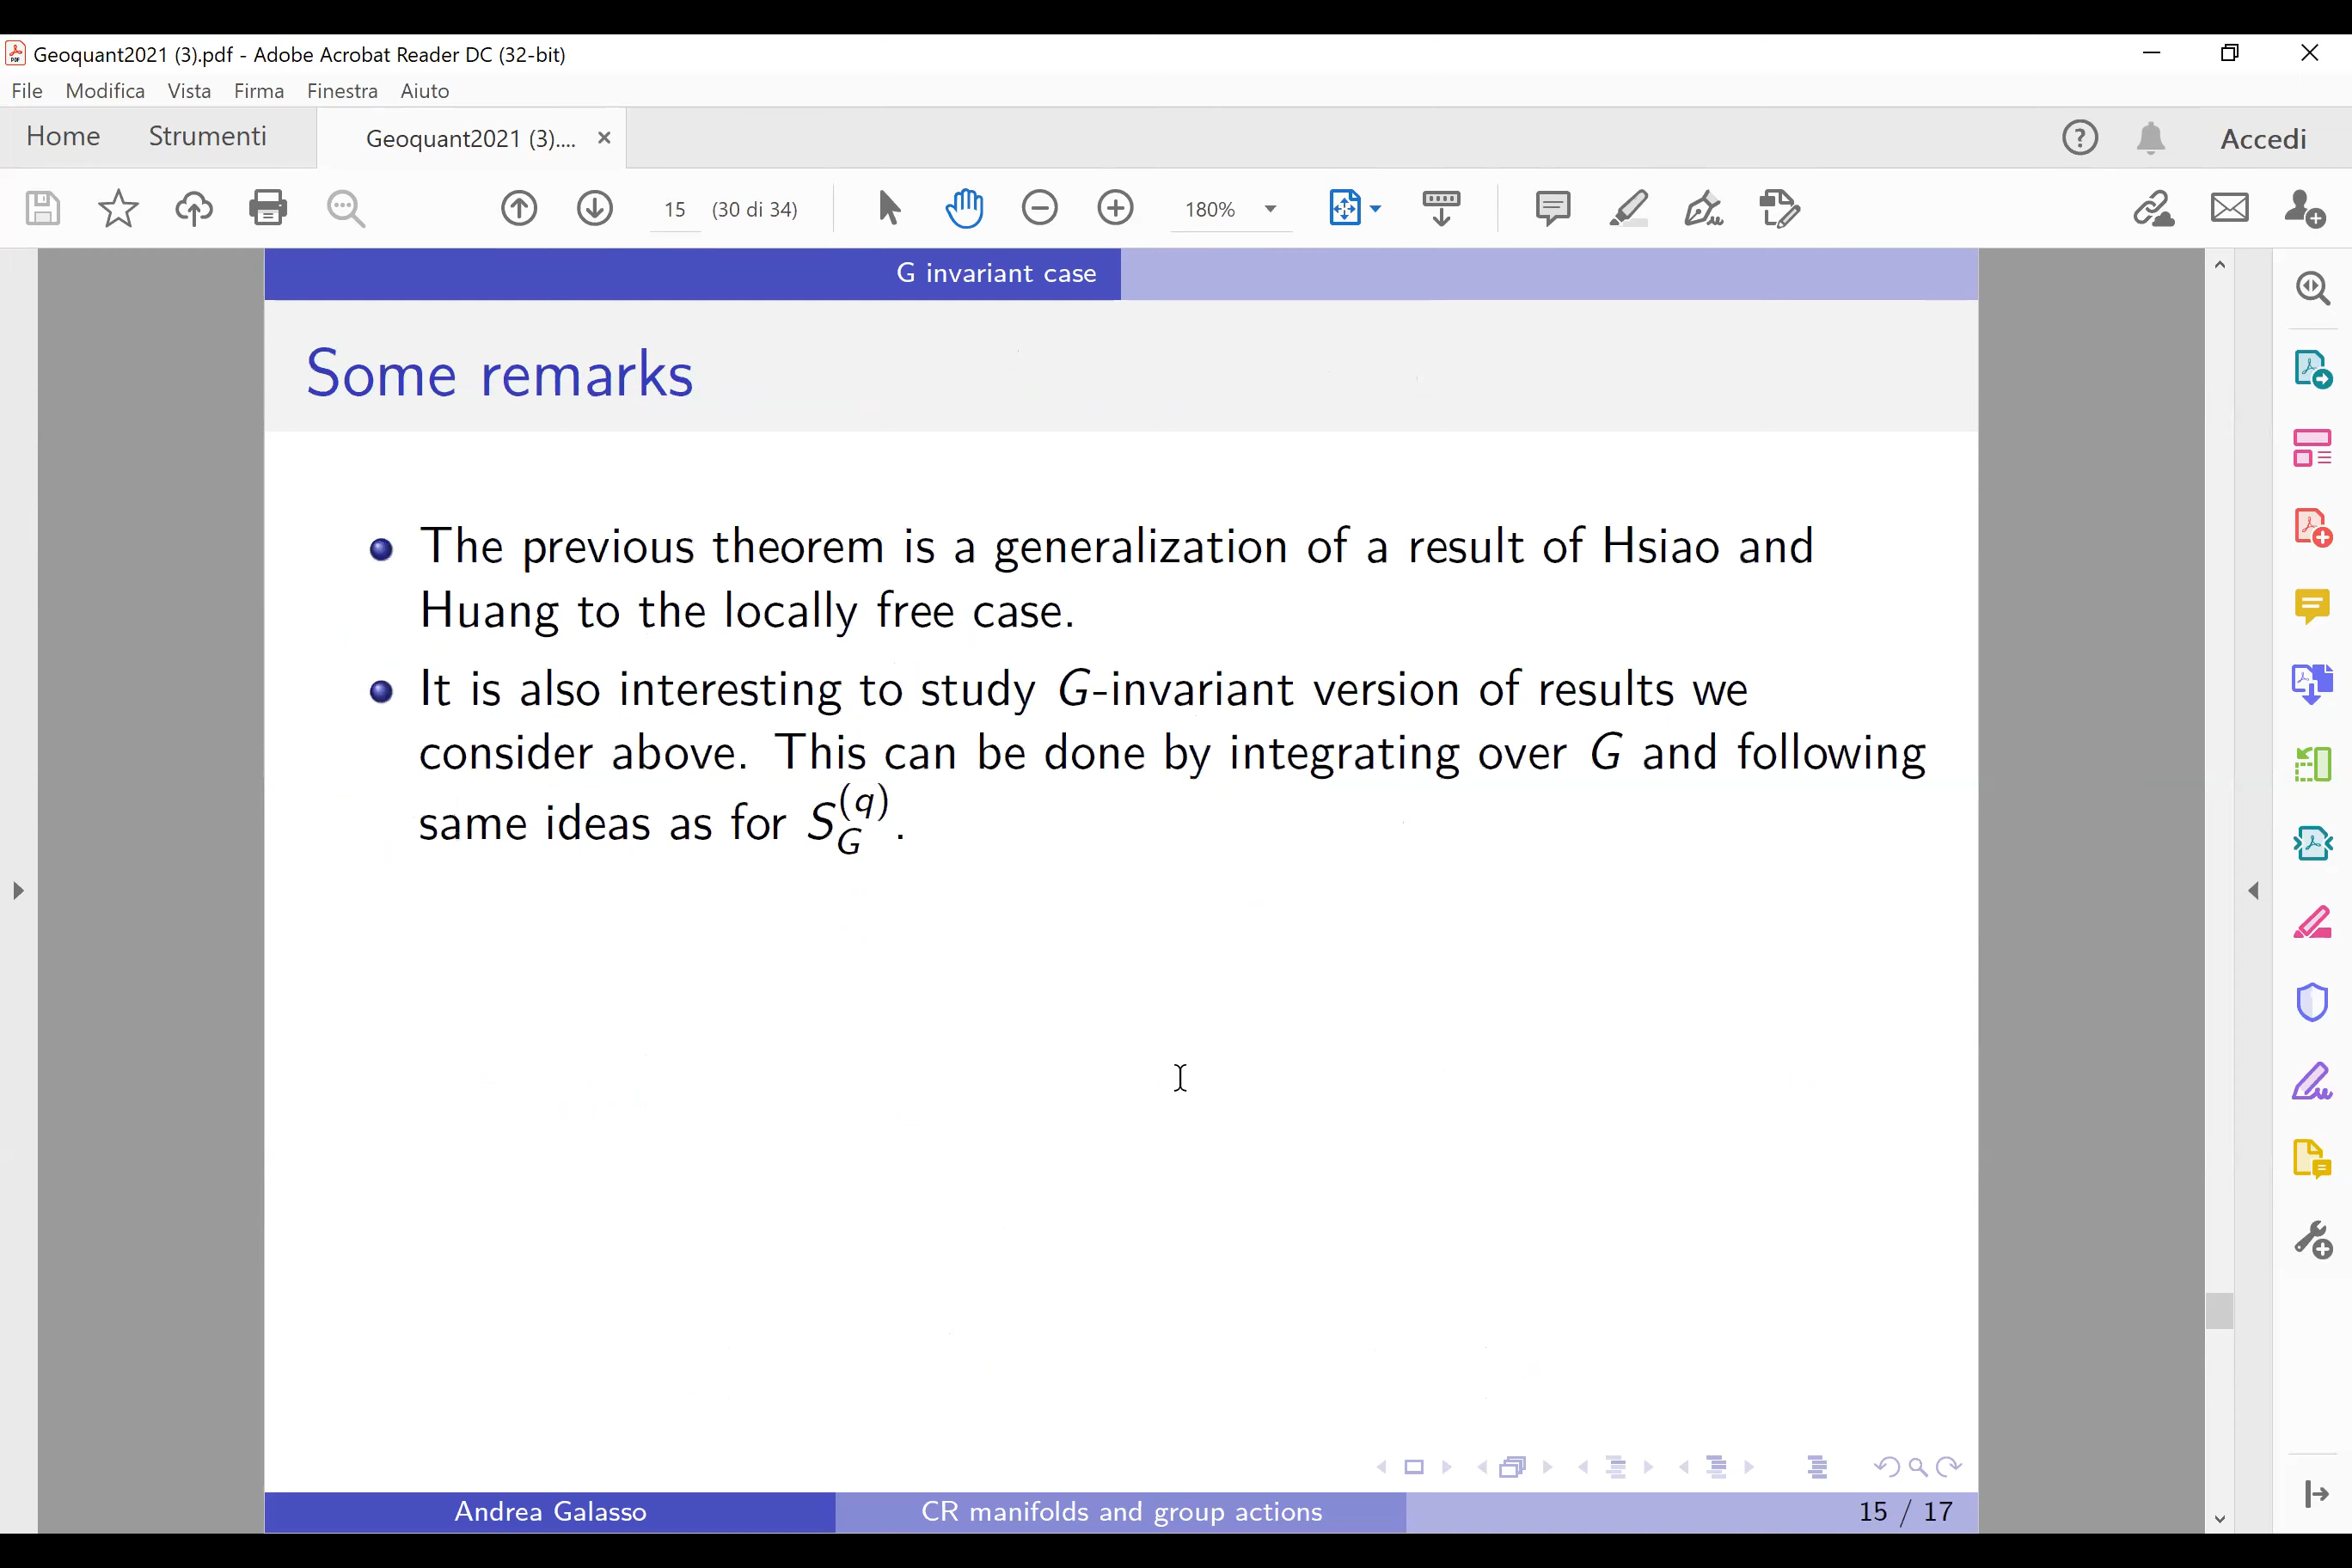 Geoquant2021 (3).pdf - Adobe Acrobat Reader DC (32-bit)
File Modifica Vista Firma Finestra Aiuto
Home Strumenti Geoquant2021 (3).... Accedi
15 (30 di 34) 180%
G invariant case
Some remarks
The previous theorem is a generalization of a result of Hsiao and
Huang to the locally free case.
It is also interesting to study G-invariant version of results we
consider above. This can be done by integrating over G and following
same ideas as for S_G^{(q)}.
Andrea Galasso CR manifolds and group actions 15 / 17